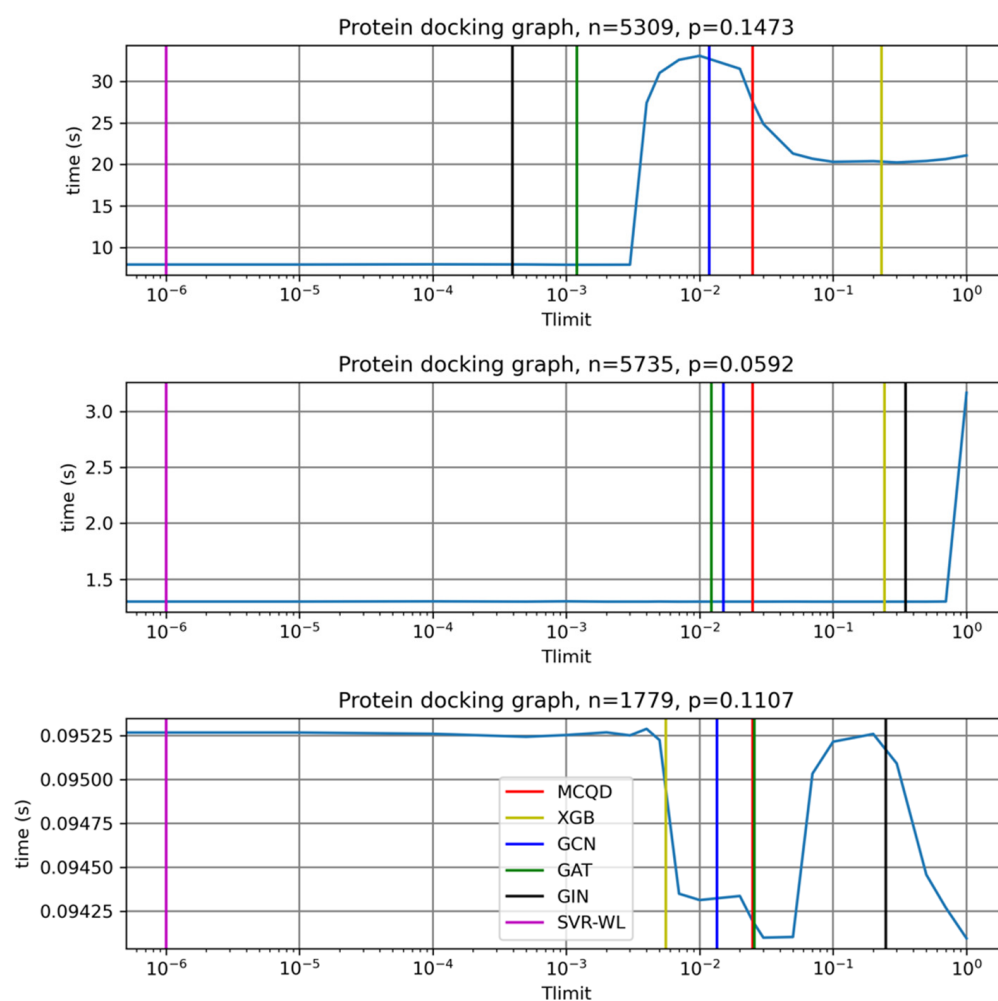 Protein docking graph, n=5309, p=0.1473
30
25
20
15
10
time (s)
10⁻⁶ 10⁻⁵ 10⁻⁴ 10⁻³ 10⁻² 10⁻¹ 10⁰
Tlimit
Protein docking graph, n=5735, p=0.0592
3.0
2.5
2.0
1.5
time (s)
10⁻⁶ 10⁻⁵ 10⁻⁴ 10⁻³ 10⁻² 10⁻¹ 10⁰
Tlimit
Protein docking graph, n=1779, p=0.1107
0.09525
0.09500
0.09475
0.09450
0.09425
time (s)
MCQD
XGB
GCN
GAT
GIN
SVR-WL
10⁻⁶ 10⁻⁵ 10⁻⁴ 10⁻³ 10⁻² 10⁻¹ 10⁰
Tlimit